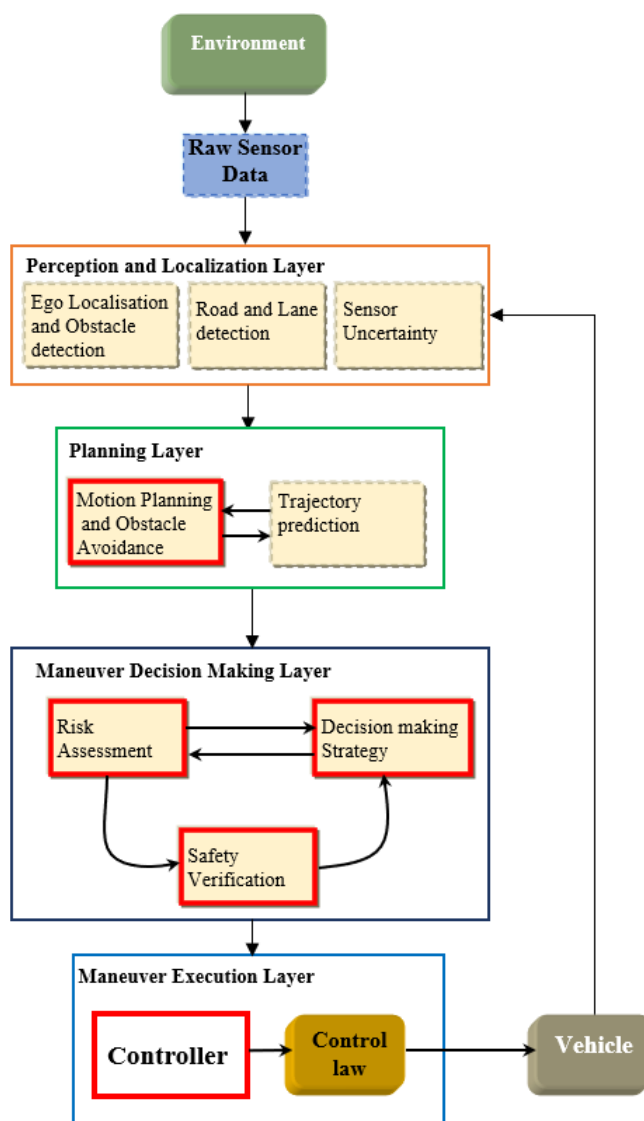 Environment
Raw Sensor
Data
Perception and Localization Layer
Ego Localisation
and Obstacle
detection
Road and Lane
detection
Sensor
Uncertainty
Planning Layer
Motion Planning
and Obstacle
Avoidance
Trajectory
prediction
Maneuver Decision Making Layer
Risk
Assessment
Decision making
Strategy
Safety
Verification
Maneuver Execution Layer
Controller
Control
law
Vehicle